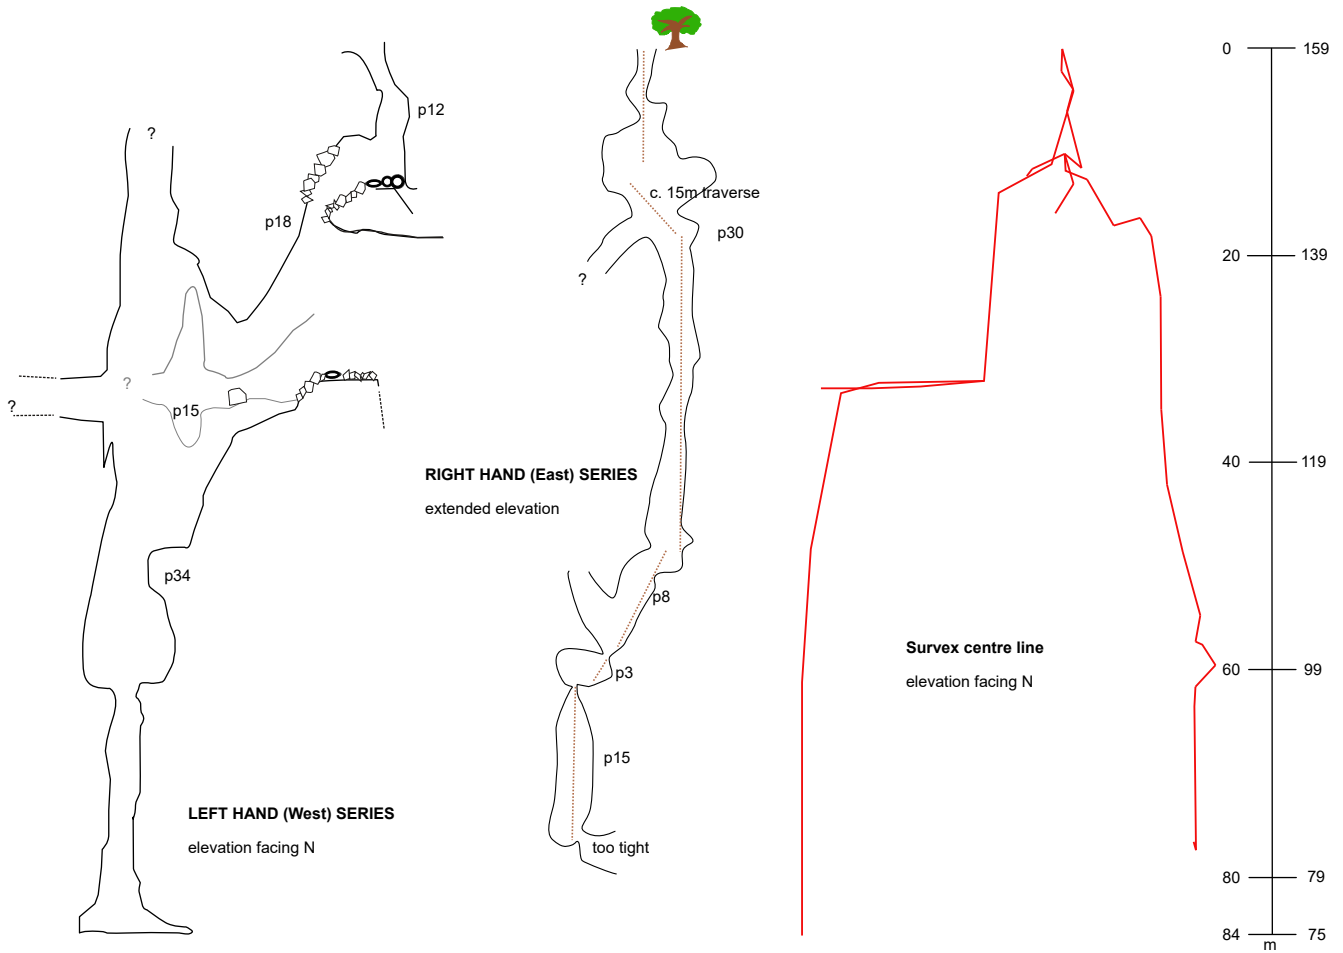 0 159
?
p12
c. 15m traverse
p18
p30
20 139
?
?
?
p15
40 119
RIGHT HAND (East) SERIES
extended elevation
p34
p8
Survex centre line
elevation facing N
60 99
p3
p15
LEFT HAND (West) SERIES
elevation facing N
too tight
80 79
84 75
m